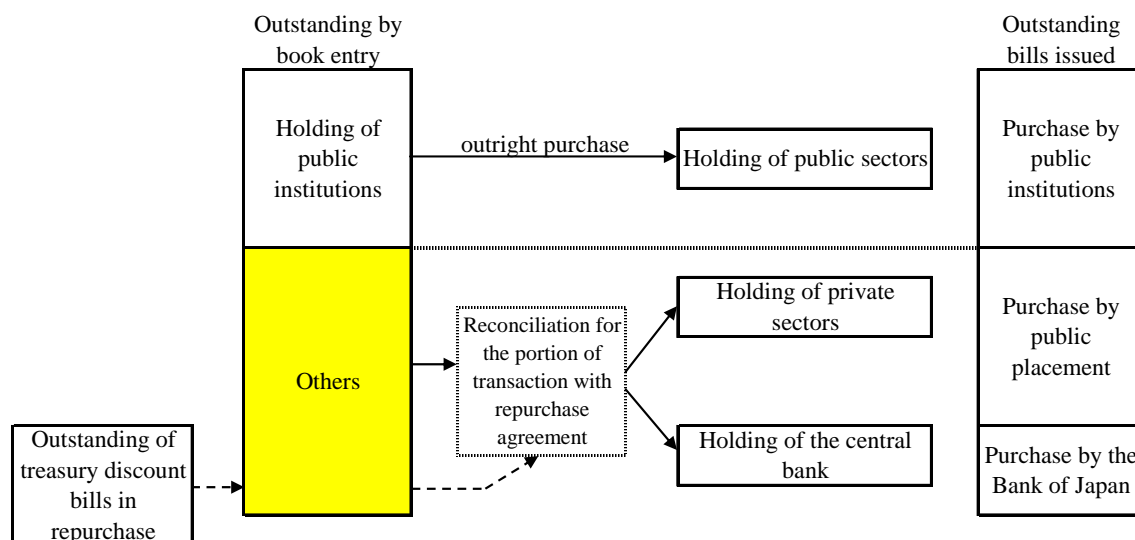 Outstanding by
book entry
Outstanding
bills issued
Holding of
public
institutions
outright purchase
Holding of public sectors
Purchase by
public
institutions
Others
Reconciliation for
the portion of
transaction with
repurchase
agreement
Holding of private
sectors
Purchase by
public
placement
Outstanding of
treasury discount
bills in
repurchase
Holding of the central
bank
Purchase by the
Bank of Japan